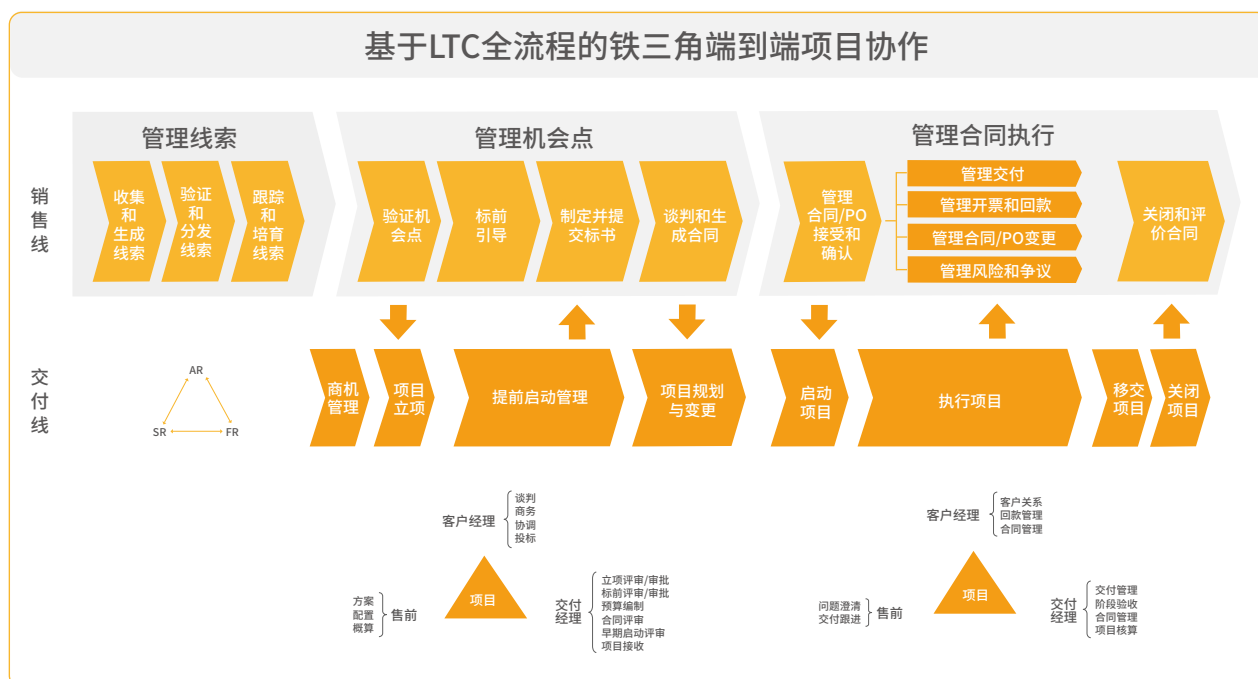 基于LTC全流程的铁三角端到端项目协作
管理线索
管理机会点
管理合同执行
销
售
线
收集
和
生成
线索
验证
和
分发
线索
跟踪
和
培育
线索
验证机
会点
标前
引导
制定并提
交标书
谈判和生
成合同
管理
合同/PO
接受和
确认
管理交付
管理开票和回款
管理合同/PO变更
管理风险和争议
关闭和评
价合同
交
付
线
AR
SR
FR
商机
管理
项目
立项
提前启动管理
项目规划
与变更
启动
项目
执行项目
移交
项目
关闭
项目
客户经理
谈判
商务
协调
投标
项目
方案
配置
概算
售前
交付
经理
立项评审/审批
标前评审/审批
预算编制
合同评审
早期启动评审
项目接收
客户经理
客户关系
回款管理
合同管理
项目
问题澄清
交付跟进
售前
交付
经理
交付管理
阶段验收
合同管理
项目核算